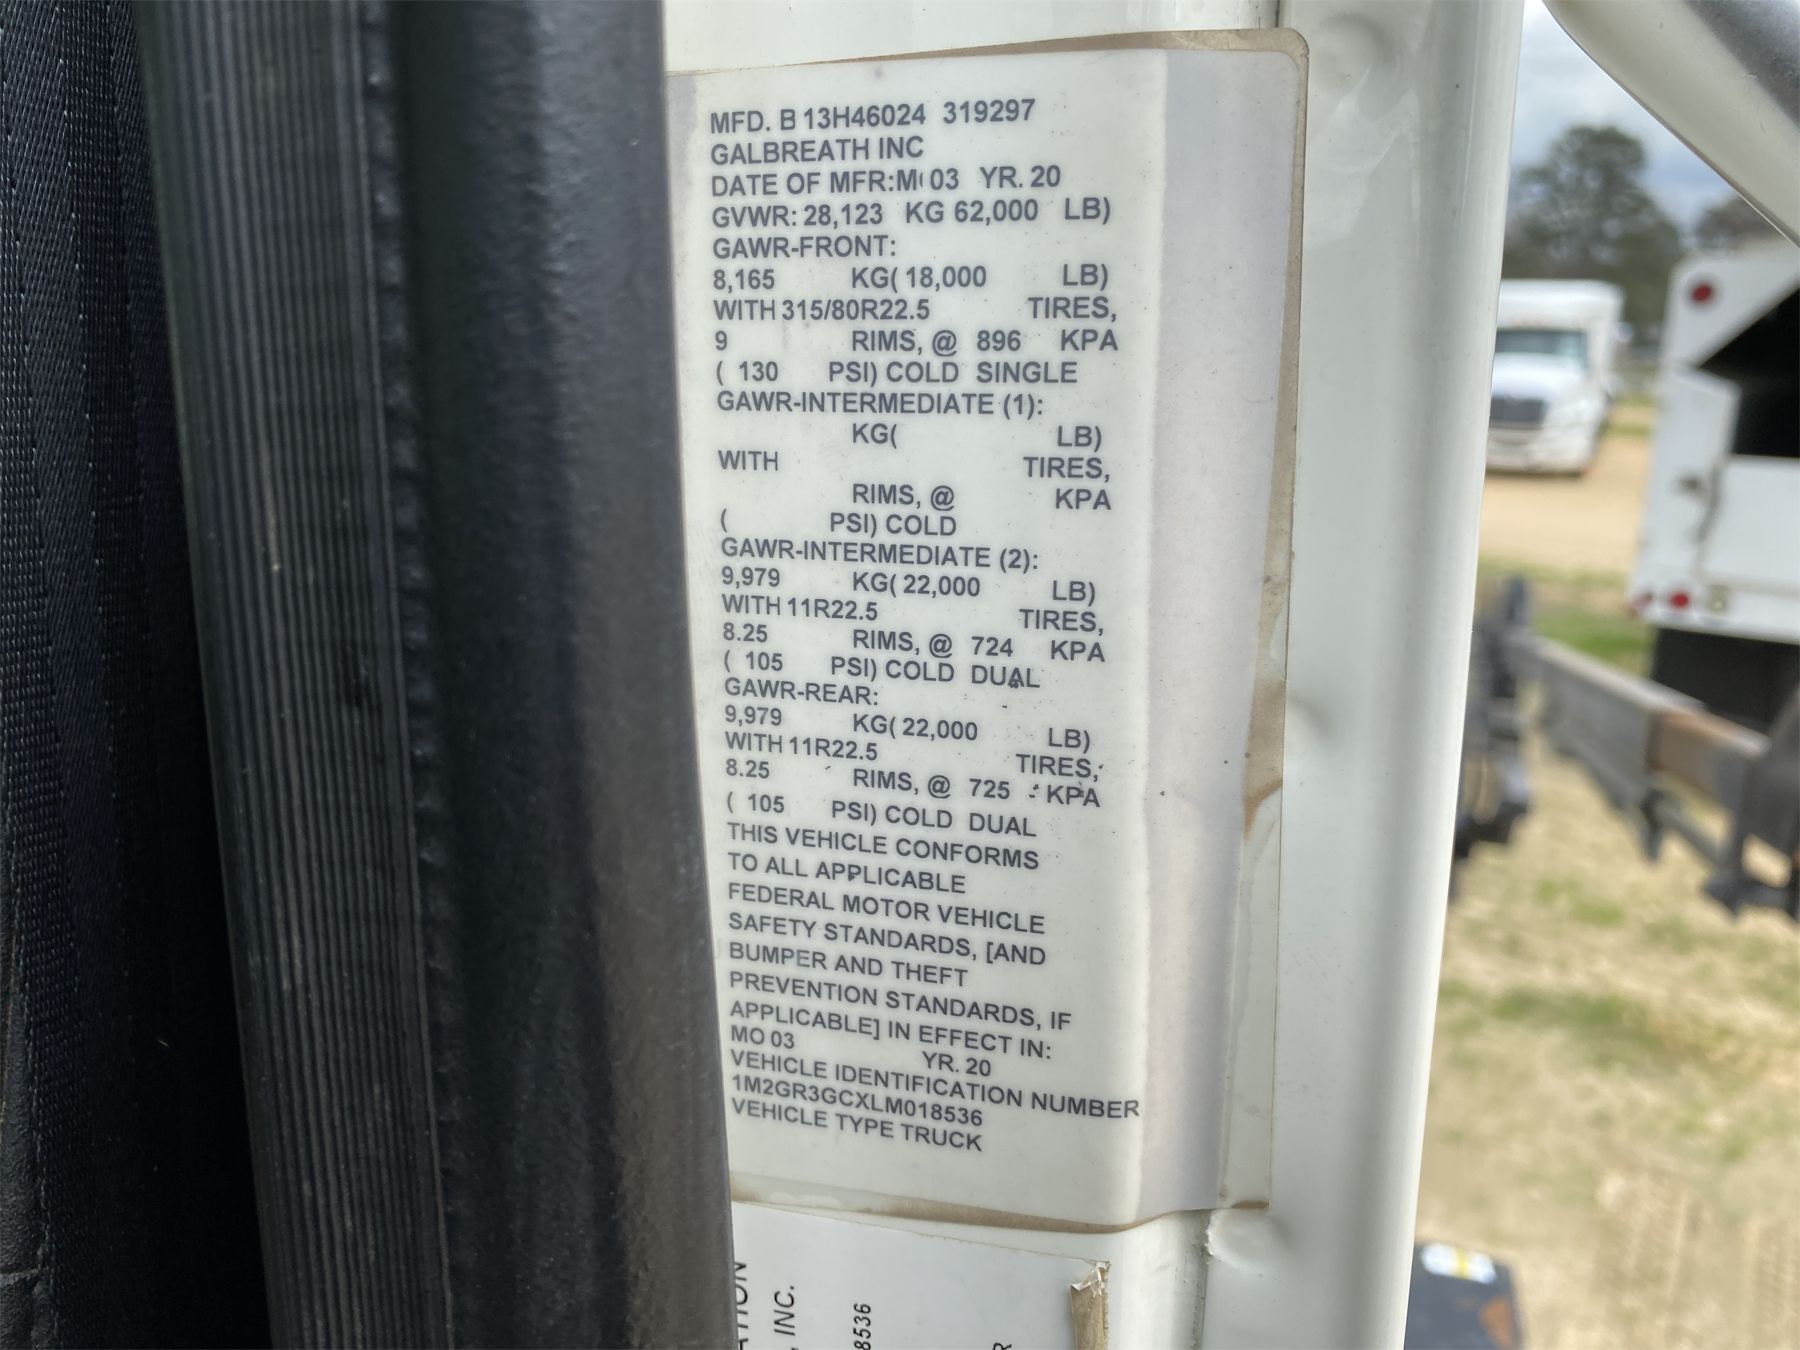 MFD. B 13H46024 319297
GALBREATH INC
DATE OF MFR:M 03 YR. 20
GVWR: 28,123 KG 62,000 LB)
GAWR-FRONT:
8,165 KG( 18,000 LB)
WITH 315/80R22.5 TIRES,
9 RIMS, @ 896 KPA
( 130 PSI) COLD SINGLE
GAWR-INTERMEDIATE (1):
KG( LB)
WITH TIRES,
RIMS, @ KPA
( PSI) COLD
GAWR-INTERMEDIATE (2):
9,979 KG( 22,000 LB)
WITH 11R22.5 TIRES,
8.25 RIMS, @ 724 KPA
( 105 PSI) COLD DUAL
GAWR-REAR:
9,979 KG( 22,000 LB)
WITH 11R22.5 TIRES,
8.25 RIMS, @ 725 KPA
( 105 PSI) COLD DUAL
THIS VEHICLE CONFORMS
TO ALL APPLICABLE
FEDERAL MOTOR VEHICLE
SAFETY STANDARDS, [AND
BUMPER AND THEFT
PREVENTION STANDARDS, IF
APPLICABLE] IN EFFECT IN:
MO 03 YR. 20
VEHICLE IDENTIFICATION NUMBER
1M2GR3GCXLM018536
VEHICLE TYPE TRUCK
INC.
8536